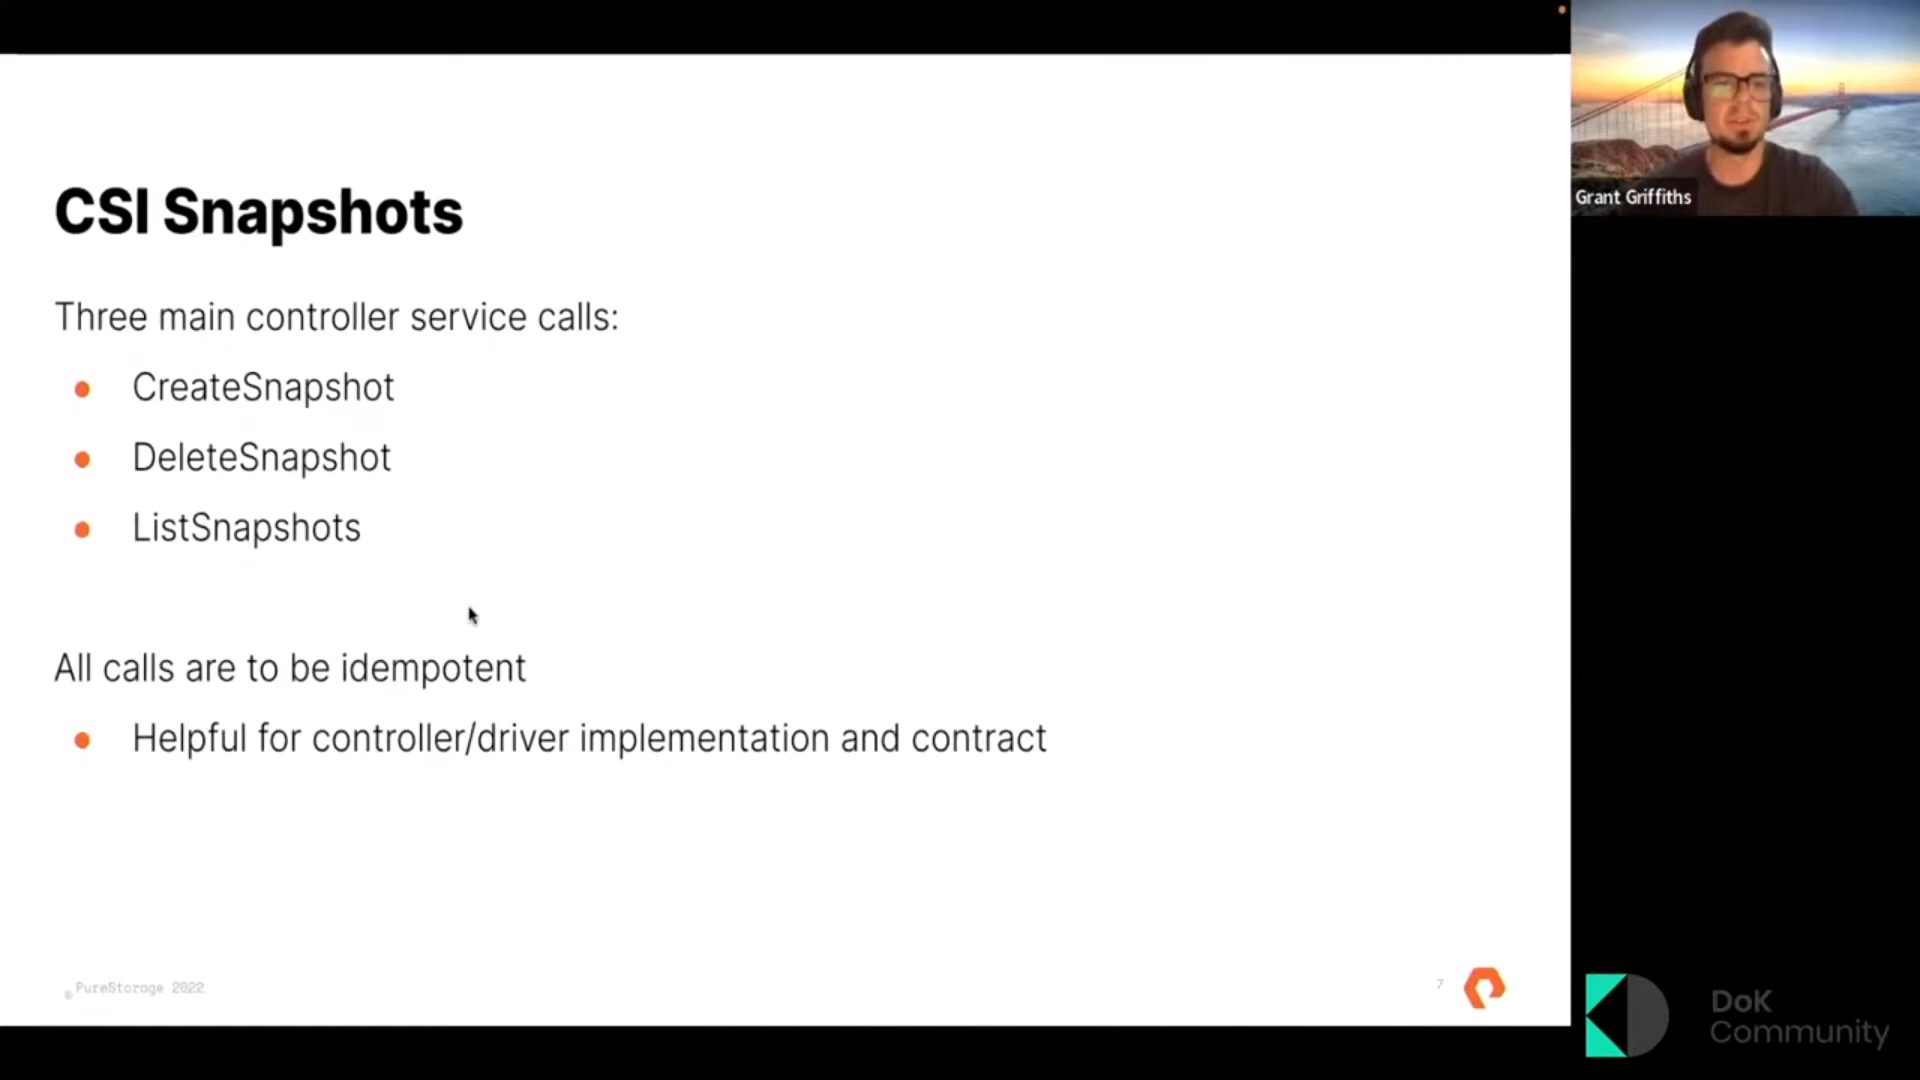 CSI Snapshots
Three main controller service calls:
CreateSnapshot
DeleteSnapshot
ListSnapshots
All calls are to be idempotent
Helpful for controller/driver implementation and contract
© PureStorage 2022
7
Grant Griffiths
DoK
Community